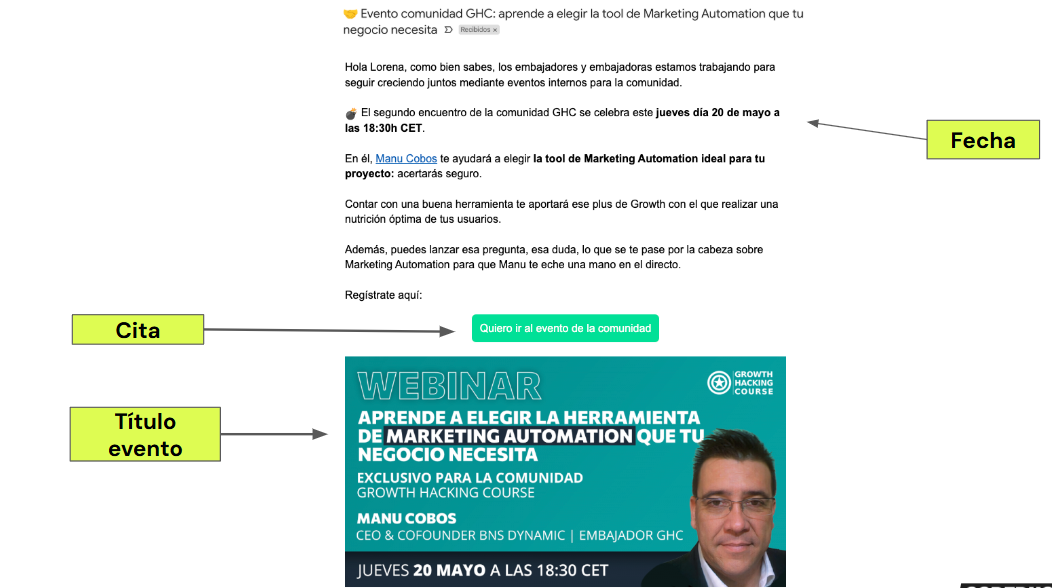 🤝 Evento comunidad GHC: aprende a elegir la tool de Marketing Automation que tu
negocio necesita Recibidos x
Hola Lorena, como bien sabes, los embajadores y embajadoras estamos trabajando para
seguir creciendo juntos mediante eventos internos para la comunidad.
💣 El segundo encuentro de la comunidad GHC se celebra este jueves día 20 de mayo a
las 18:30h CET.
Fecha
En él, Manu Cobos te ayudará a elegir la tool de Marketing Automation ideal para tu
proyecto: acertarás seguro.
Contar con una buena herramienta te aportará ese plus de Growth con el que realizar una
nutrición óptima de tus usuarios.
Además, puedes lanzar esa pregunta, esa duda, lo que se te pase por la cabeza sobre
Marketing Automation para que Manu te eche una mano en el directo.
Regístrate aquí:
Cita
Quiero ir al evento de la comunidad
Título
evento
WEBINAR
GROWTH
HACKING
COURSE
APRENDE A ELEGIR LA HERRAMIENTA
DE MARKETING AUTOMATION QUE TU
NEGOCIO NECESITA
EXCLUSIVO PARA LA COMUNIDAD
GROWTH HACKING COURSE
MANU COBOS
CEO & COFOUNDER BNS DYNAMIC | EMBAJADOR GHC
JUEVES 20 MAYO A LAS 18:30 CET